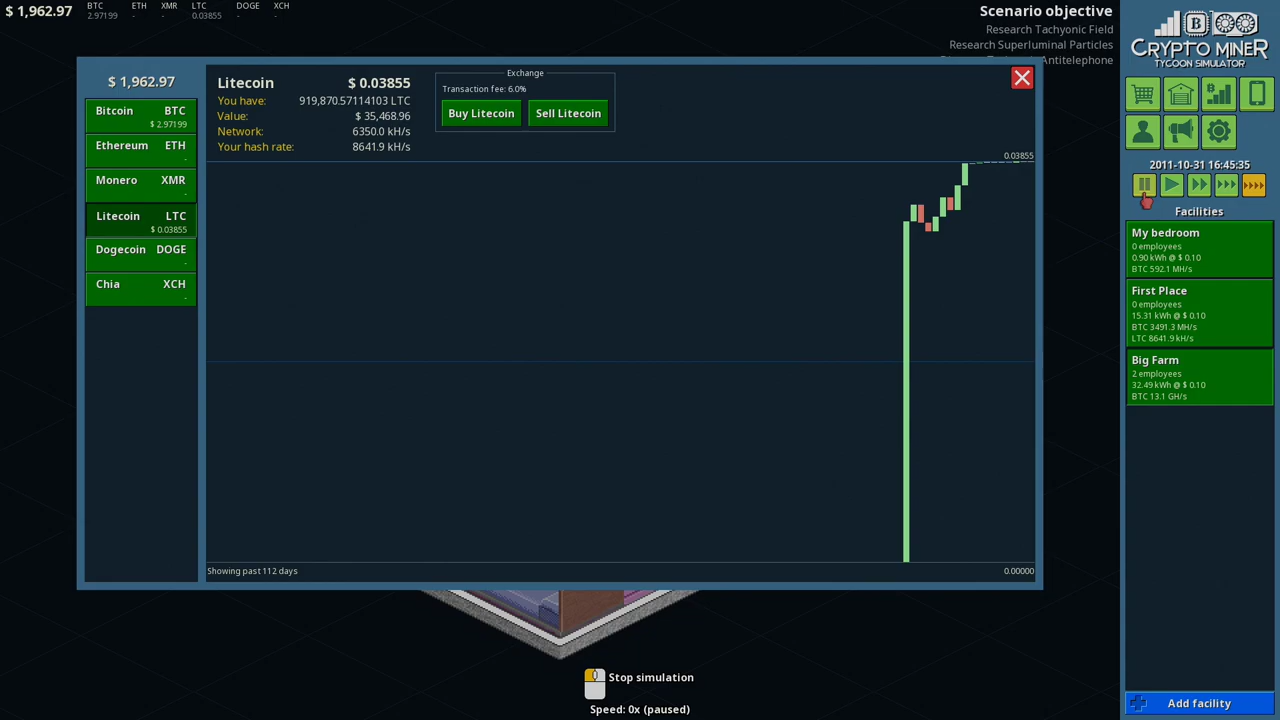 $ 1,962.97
BTC ETH XMR LTC DOGE XCH
2.97199 - - 0.03855 - -
Scenario objective
Research Tachyonic Field
Research Superluminal Particles
CRYPTO MINER
TYCOON SIMULATOR
$ 1,962.97
Bitcoin BTC
$ 2.97199
Ethereum ETH
-
Monero XMR
-
Litecoin LTC
$ 0.03855
Dogecoin DOGE
-
Chia XCH
-
Litecoin $ 0.03855
You have: 919,870.57114103 LTC
Value: $ 35,468.96
Network: 6350.0 kH/s
Your hash rate: 8641.9 kH/s
Exchange
Transaction fee: 6.0%
Buy Litecoin Sell Litecoin
0.03855
Showing past 112 days 0.00000
2011-10-31 16:45:35
Facilities
My bedroom
0 employees
0.90 kWh @ $ 0.10
BTC 592.1 MH/s
First Place
0 employees
15.31 kWh @ $ 0.10
BTC 3491.3 MH/s
LTC 8641.9 kH/s
Big Farm
2 employees
32.49 kWh @ $ 0.10
BTC 13.1 GH/s
Add facility
Stop simulation
Speed: 0x (paused)